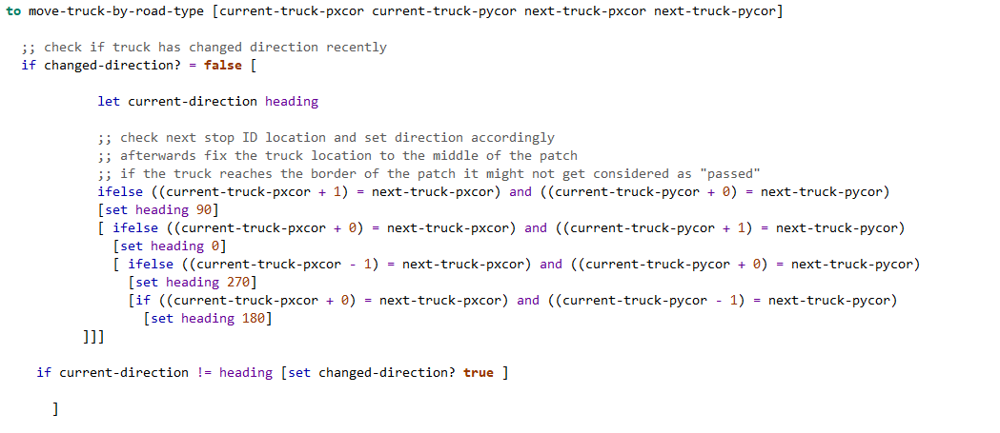 to move-truck-by-road-type [current-truck-pxcor current-truck-pycor next-truck-pxcor next-truck-pycor]
;; check if truck has changed direction recently
if changed-direction? = false [
let current-direction heading
;; check next stop ID location and set direction accordingly
;; afterwards fix the truck location to the middle of the patch
;; if the truck reaches the border of the patch it might not get considered as "passed"
ifelse ((current-truck-pxcor + 1) = next-truck-pxcor) and ((current-truck-pycor + 0) = next-truck-pycor)
[set heading 90]
[ ifelse ((current-truck-pxcor + 0) = next-truck-pxcor) and ((current-truck-pycor + 1) = next-truck-pycor)
[set heading 0]
[ ifelse ((current-truck-pxcor - 1) = next-truck-pxcor) and ((current-truck-pycor + 0) = next-truck-pycor)
[set heading 270]
[if ((current-truck-pxcor + 0) = next-truck-pxcor) and ((current-truck-pycor - 1) = next-truck-pycor)
[set heading 180]
]]]
if current-direction != heading [set changed-direction? true ]
]